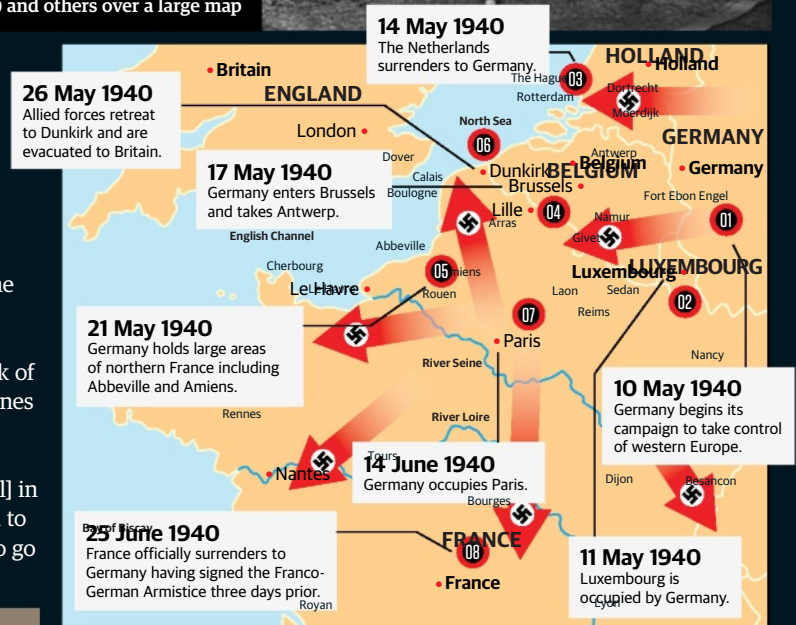 ) and others over a large map
14 May 1940
The Netherlands
surrenders to Germany.
26 May 1940
Allied forces retreat
to Dunkirk and are
evacuated to Britain.
17 May 1940
Germany enters Brussels
and takes Antwerp.
21 May 1940
Germany holds large areas
of northern France including
Abbeville and Amiens.
10 May 1940
Germany begins its
campaign to take control
of western Europe.
14 June 1940
Germany occupies Paris.
25 June 1940
France officially surrenders to
Germany having signed the Franco-
German Armistice three days prior.
11 May 1940
Luxembourg is
occupied by Germany.
Britain
ENGLAND
London
Dover
North Sea
HOLLAND
Holland
The Hague
Rotterdam
Dortrecht
Moerdijk
GERMANY
Germany
Antwerp
Belgium
BELGIUM
Dunkirk
Brussels
Calais
Boulogne
Lille
Arras
Fort Ebon Engel
Namur
Givet
English Channel
Abbeville
Cherbourg
Le Havre
Rouen
Luxembourg
LUXEMBOURG
Laon
Sedan
Reims
Paris
Nancy
River Seine
River Loire
Rennes
Nantes
Tours
Bourges
Dijon
Besancon
Bay of Biscay
FRANCE
France
Royan
Lyon
01
02
03
04
05
06
07
08
he
k of
nes
l] in
to
o go